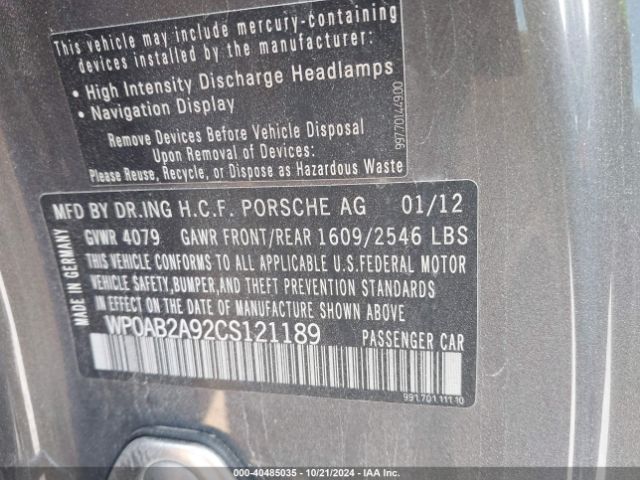 This vehicle may include mercury-containing
devices installed by the manufacturer:
• High Intensity Discharge Headlamps
• Navigation Display
Remove Devices Before Vehicle Disposal
Upon Removal of Devices:
Please Reuse, Recycle, or Dispose as Hazardous Waste
99770104900
MADE IN GERMANY
MFD BY DR.ING H.C.F. PORSCHE AG 01/12
GVWR 4079 GAWR FRONT/REAR 1609/2546 LBS
THIS VEHICLE CONFORMS TO ALL APPLICABLE U.S.FEDERAL MOTOR
VEHICLE SAFETY,BUMPER,AND THEFT PREVENTION STANDARDS
IN EFFECT ON THE DATE OF MANUFACTURE SHOWN ABOVE
WP0AB2A92CS121189 PASSENGER CAR
991.701.111.10
000-40485035 - 10/21/2024 - IAA Inc.